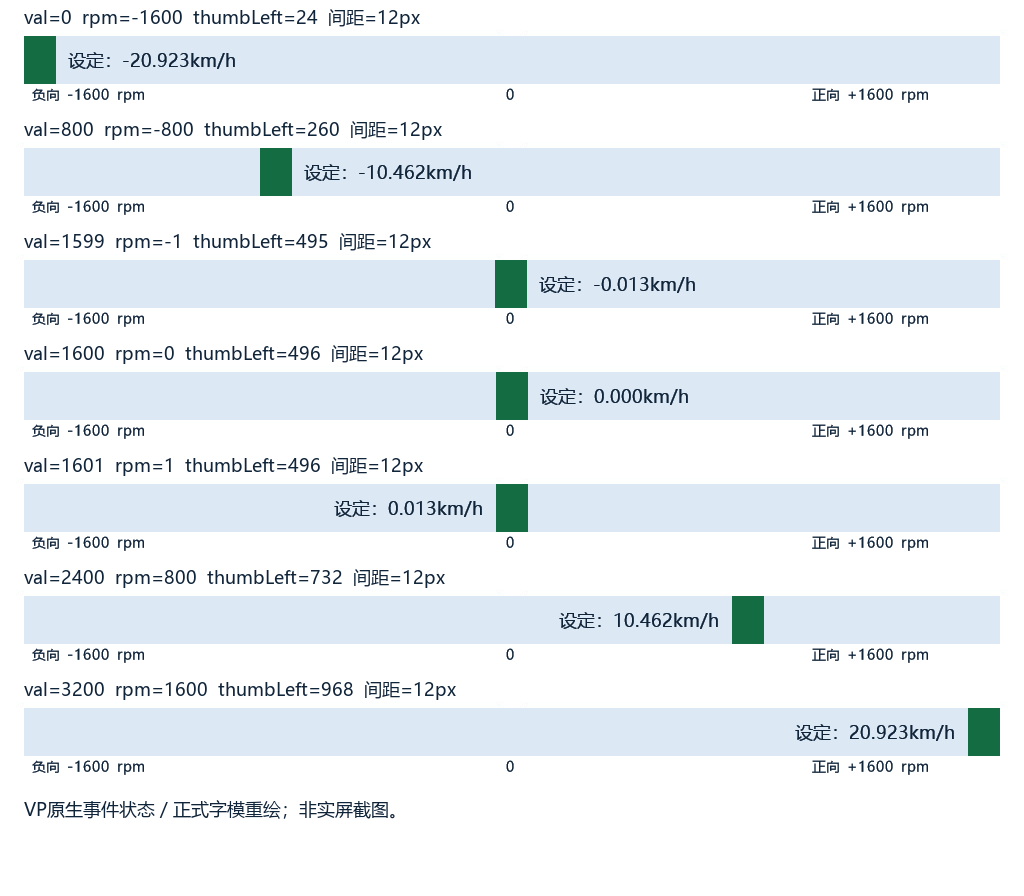 val=0 rpm=-1600 thumbLeft=24 间距=12px
设定：-20.923km/h
负向 -1600 rpm 0 正向 +1600 rpm
val=800 rpm=-800 thumbLeft=260 间距=12px
设定：-10.462km/h
负向 -1600 rpm 0 正向 +1600 rpm
val=1599 rpm=-1 thumbLeft=495 间距=12px
设定：-0.013km/h
负向 -1600 rpm 0 正向 +1600 rpm
val=1600 rpm=0 thumbLeft=496 间距=12px
设定：0.000km/h
负向 -1600 rpm 0 正向 +1600 rpm
val=1601 rpm=1 thumbLeft=496 间距=12px
设定：0.013km/h
负向 -1600 rpm 0 正向 +1600 rpm
val=2400 rpm=800 thumbLeft=732 间距=12px
设定：10.462km/h
负向 -1600 rpm 0 正向 +1600 rpm
val=3200 rpm=1600 thumbLeft=968 间距=12px
设定：20.923km/h
负向 -1600 rpm 0 正向 +1600 rpm
VP原生事件状态 / 正式字模重绘；非实屏截图。